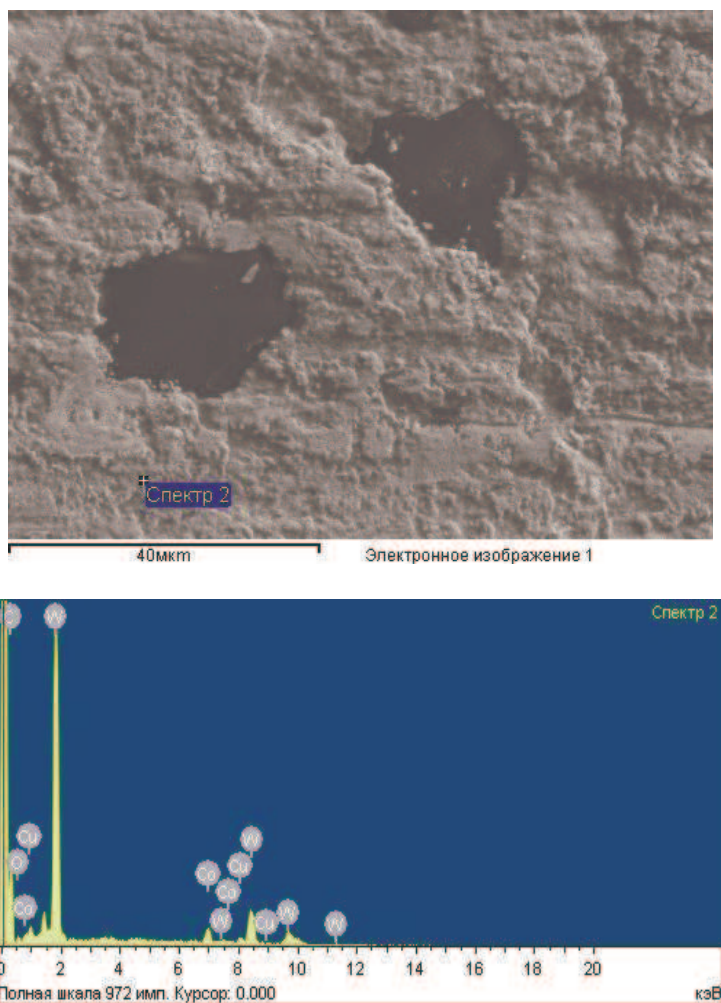 Спектр 2
40мкm Электронное изображение 1
Спектр 2
W
Cu
W
O
Cu
Co
Co
Co
W
Cu
W
W
0 2 4 6 8 10 12 14 16 18 20
Полная шкала 972 имп. Курсор: 0.000 кэВ